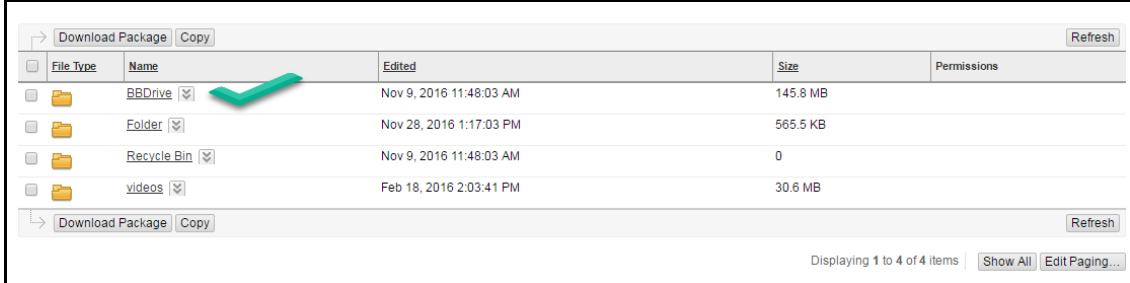 Download Package Copy Refresh
File Type Name Edited Size Permissions
BBDrive Nov 9, 2016 11:48:03 AM 145.8 MB
Folder Nov 28, 2016 1:17:03 PM 565.5 KB
Recycle Bin Nov 9, 2016 11:48:03 AM 0
videos Feb 18, 2016 2:03:41 PM 30.6 MB
Download Package Copy Refresh
Displaying 1 to 4 of 4 items Show All Edit Paging...